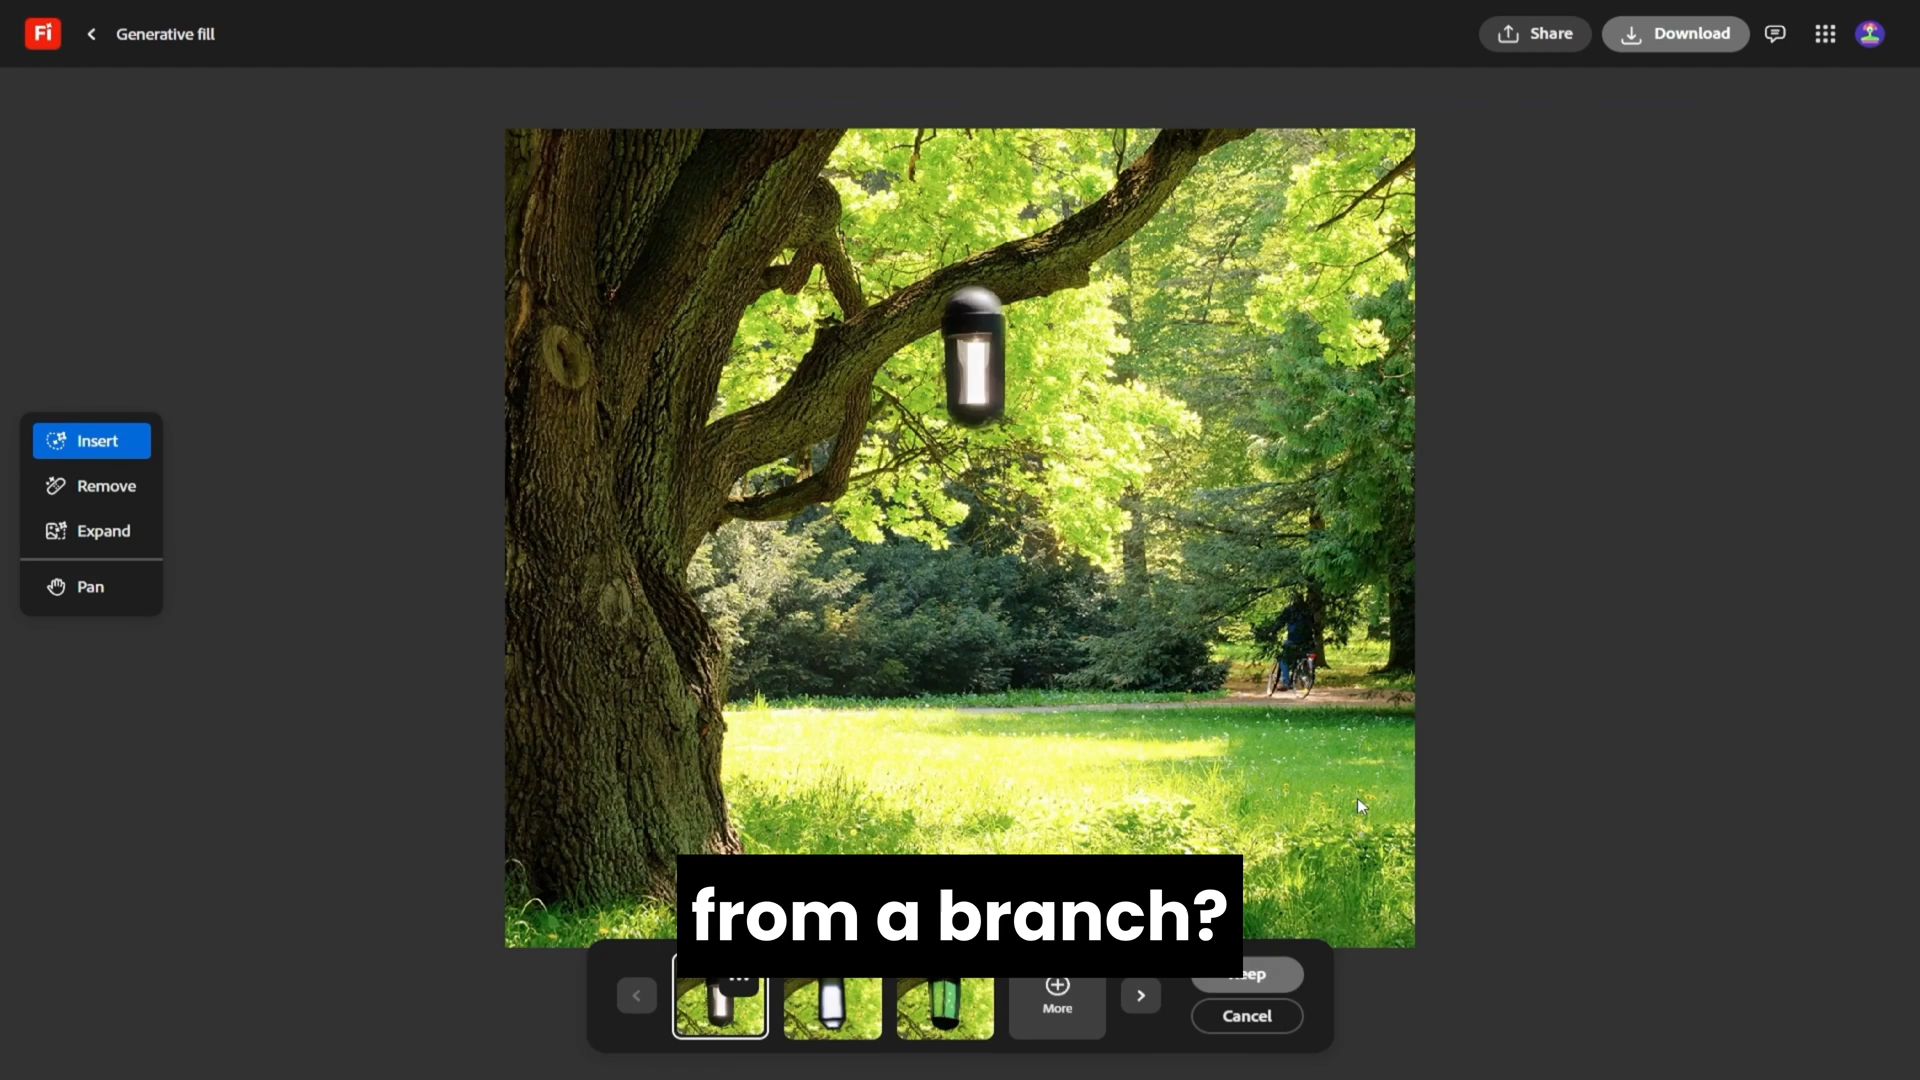 Fi
Generative fill
Share
Download
Insert
Remove
Expand
Pan
from a branch?
More
Cancel